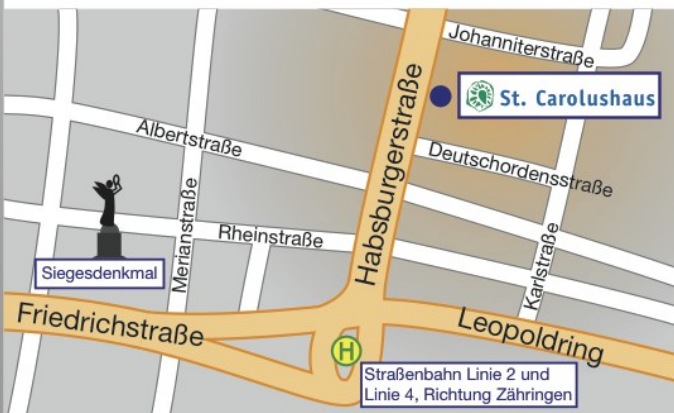 Johanniterstraße
St. Carolushaus
Habsburgerstraße
Albertstraße
Deutschordensstraße
Merianstraße
Rheinstraße
Karlstraße
Siegesdenkmal
Friedrichstraße
Leopoldring
H
Straßenbahn Linie 2 und
Linie 4, Richtung Zähringen